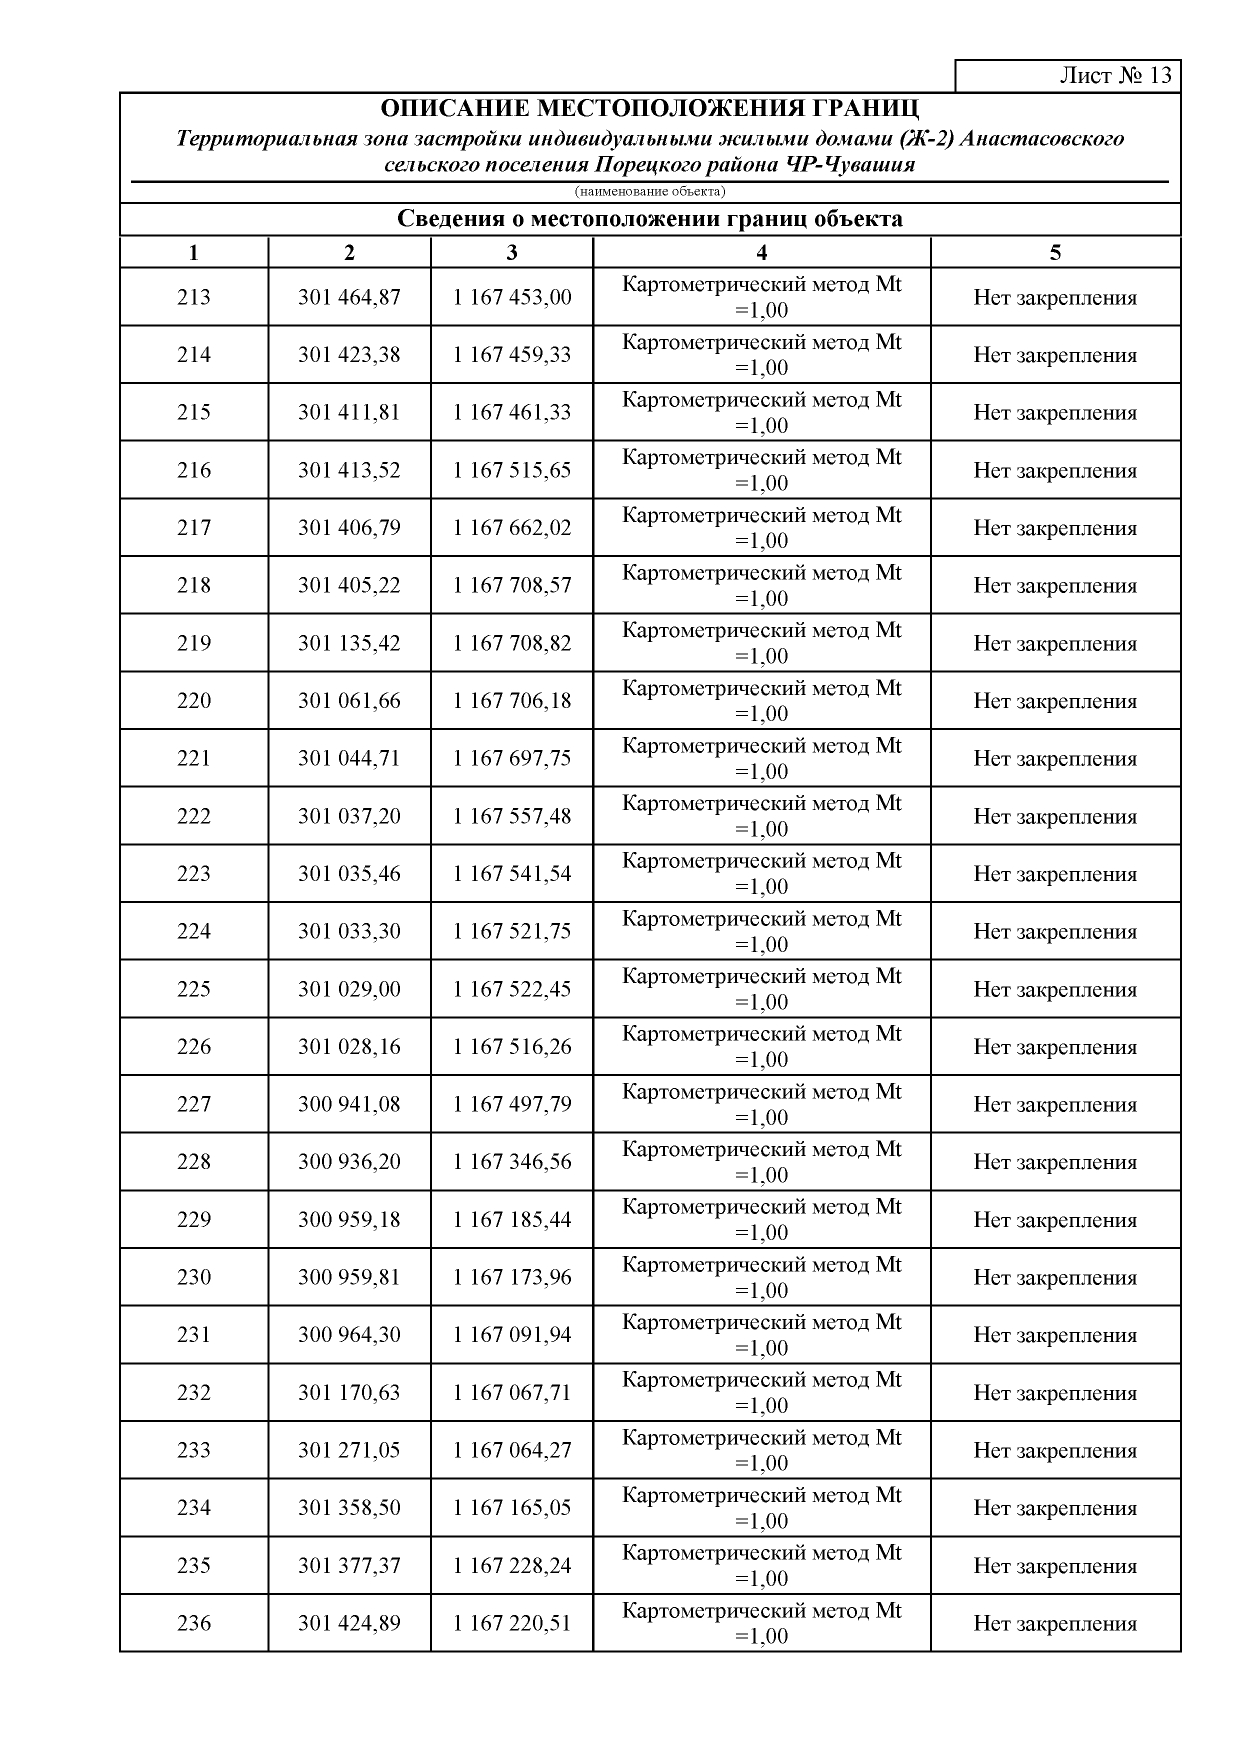 Лист № 13
ОПИСАНИЕ МЕСТОПОЛОЖЕНИЯ ГРАНИЦ
Территориальная зона застройки индивидуальными жилыми домами (Ж-2) Анастасовского
сельского поселения Порецкого района ЧР-Чувашия
(наименование объекта)
Сведения о местоположении границ объекта
1 2 3 4 5
213 301 464,87 1 167 453,00 Картометрический метод Mt
=1,00 Нет закрепления
214 301 423,38 1 167 459,33 Картометрический метод Mt
=1,00 Нет закрепления
215 301 411,81 1 167 461,33 Картометрический метод Mt
=1,00 Нет закрепления
216 301 413,52 1 167 515,65 Картометрический метод Mt
=1,00 Нет закрепления
217 301 406,79 1 167 662,02 Картометрический метод Mt
=1,00 Нет закрепления
218 301 405,22 1 167 708,57 Картометрический метод Mt
=1,00 Нет закрепления
219 301 135,42 1 167 708,82 Картометрический метод Mt
=1,00 Нет закрепления
220 301 061,66 1 167 706,18 Картометрический метод Mt
=1,00 Нет закрепления
221 301 044,71 1 167 697,75 Картометрический метод Mt
=1,00 Нет закрепления
222 301 037,20 1 167 557,48 Картометрический метод Mt
=1,00 Нет закрепления
223 301 035,46 1 167 541,54 Картометрический метод Mt
=1,00 Нет закрепления
224 301 033,30 1 167 521,75 Картометрический метод Mt
=1,00 Нет закрепления
225 301 029,00 1 167 522,45 Картометрический метод Mt
=1,00 Нет закрепления
226 301 028,16 1 167 516,26 Картометрический метод Mt
=1,00 Нет закрепления
227 300 941,08 1 167 497,79 Картометрический метод Mt
=1,00 Нет закрепления
228 300 936,20 1 167 346,56 Картометрический метод Mt
=1,00 Нет закрепления
229 300 959,18 1 167 185,44 Картометрический метод Mt
=1,00 Нет закрепления
230 300 959,81 1 167 173,96 Картометрический метод Mt
=1,00 Нет закрепления
231 300 964,30 1 167 091,94 Картометрический метод Mt
=1,00 Нет закрепления
232 301 170,63 1 167 067,71 Картометрический метод Mt
=1,00 Нет закрепления
233 301 271,05 1 167 064,27 Картометрический метод Mt
=1,00 Нет закрепления
234 301 358,50 1 167 165,05 Картометрический метод Mt
=1,00 Нет закрепления
235 301 377,37 1 167 228,24 Картометрический метод Mt
=1,00 Нет закрепления
236 301 424,89 1 167 220,51 Картометрический метод Mt
=1,00 Нет закрепления